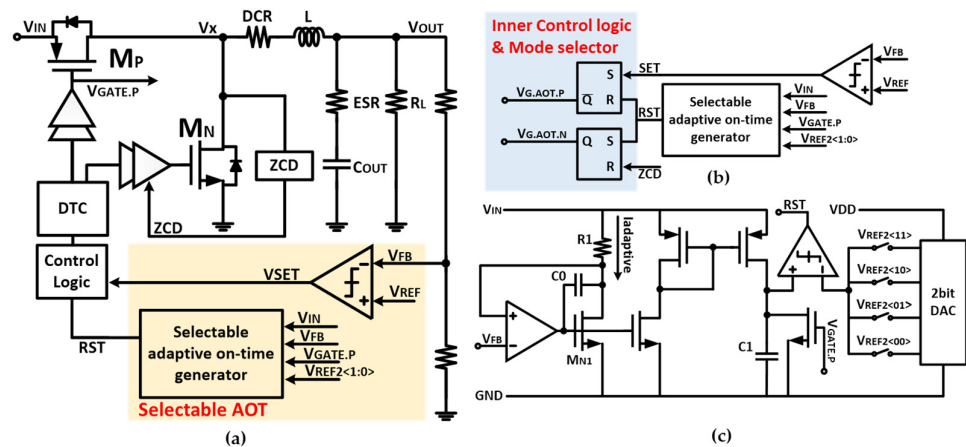 VIN
MP
VGATE.P
Vx
DCR
L
VOUT
ESR
RL
COUT
MN
ZCD
DTC
ZCD
Control
Logic
VSET
VFB
VREF
RST
Selectable
adaptive on-time
generator
VIN
VFB
VGATE.P
VREF2<1:0>
Selectable AOT
(a)
Inner Control logic
& Mode selector
VG.AOT.P
S
Q
R
SET
VFB
VREF
VG.AOT.N
Q
S
R
RST
ZCD
Selectable
adaptive on-time
generator
VIN
VFB
VGATE.P
VREF2<1:0>
(b)
VIN
R1
Iadaptive
C0
VFB
MN1
GND
RST
C1
VGATE.P
VDD
VREF2<11>
VREF2<10>
VREF2<01>
VREF2<00>
2bit
DAC
(c)